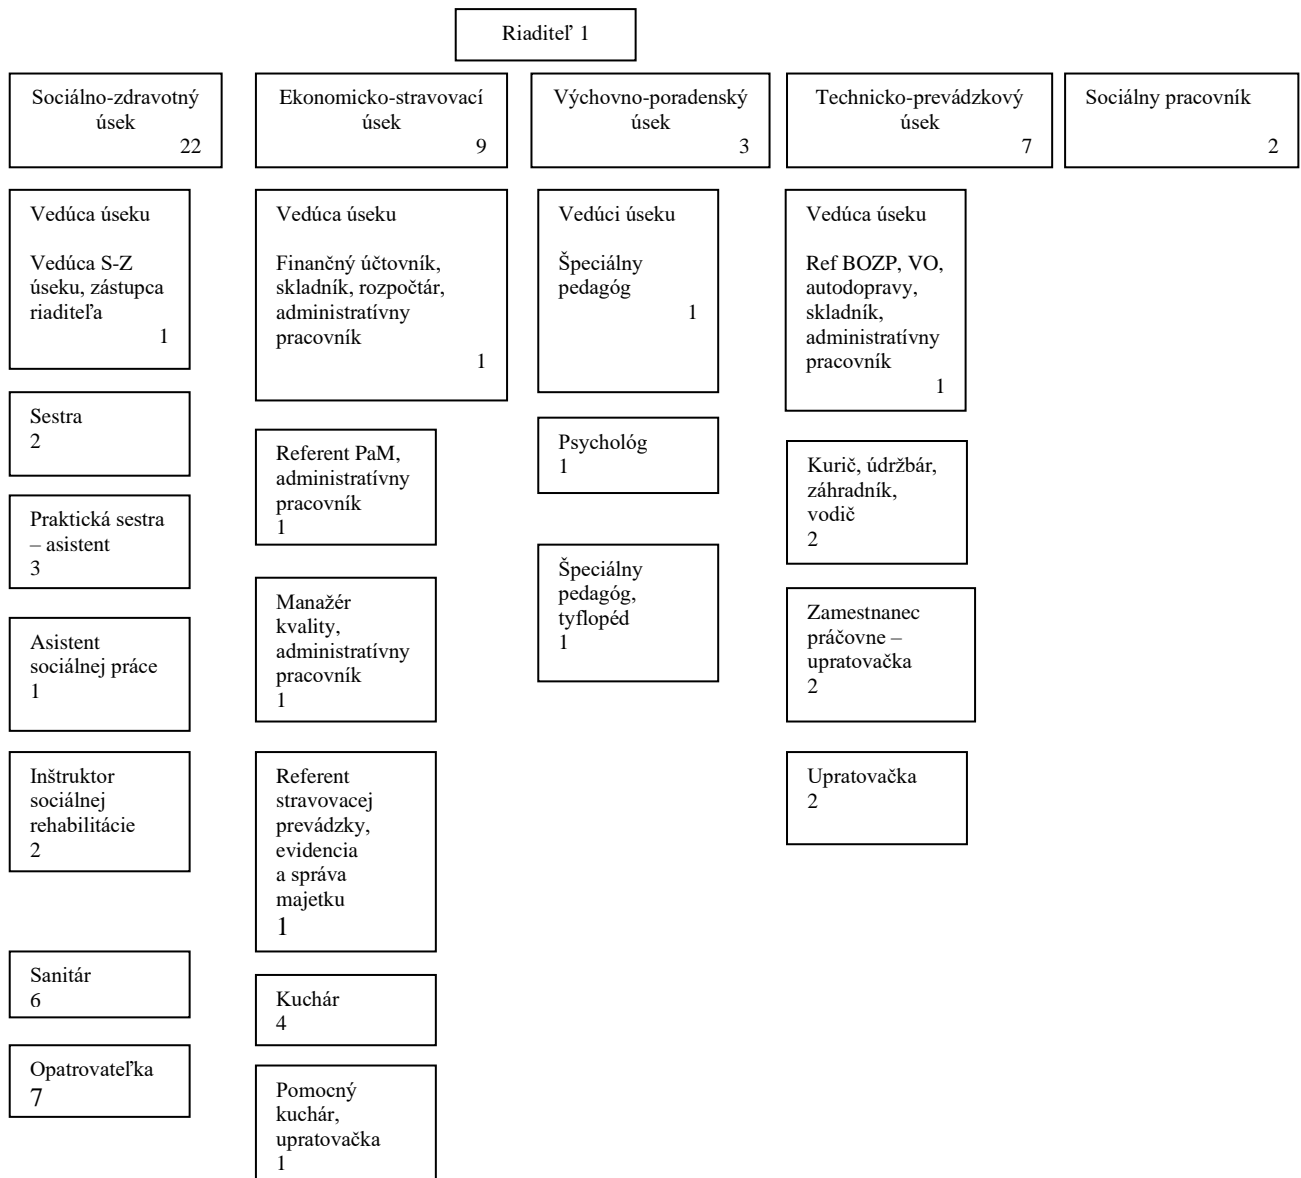 Riaditeľ 1
Sociálno-zdravotný
úsek
22
Ekonomicko-stravovací
úsek
9
Výchovno-poradenský
úsek
3
Technicko-prevádzkový
úsek
7
Sociálny pracovník
2
Vedúca úseku
Vedúca S-Z
úseku, zástupca
riaditeľa
1
Sestra
2
Praktická sestra
– asistent
3
Asistent
sociálnej práce
1
Inštruktor
sociálnej
rehabilitácie
2
Sanitár
6
Opatrovateľka
7
Vedúca úseku
Finančný účtovník,
skladník, rozpočtár,
administratívny
pracovník
1
Referent PaM,
administratívny
pracovník
1
Manažér
kvality,
administratívny
pracovník
1
Referent
stravovacej
prevádzky,
evidencia
a správa
majetku
1
Kuchár
4
Pomocný
kuchár,
upratovačka
1
Vedúci úseku
Špeciálny
pedagóg
1
Psychológ
1
Špeciálny
pedagóg,
tyflopéd
1
Vedúca úseku
Ref BOZP, VO,
autodopravy,
skladník,
administratívny
pracovník
1
Kurič, údržbár,
záhradník,
vodič
2
Zamestnanec
práčovne –
upratovačka
2
Upratovačka
2